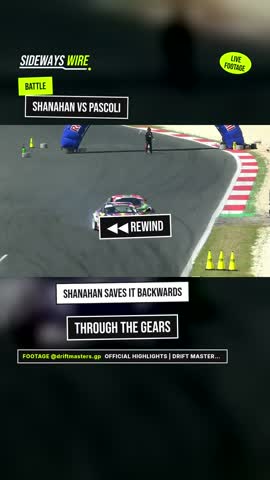 SIDEWAYS WIRE.
LIVE
FOOTAGE
BATTLE
SHANAHAN VS PASCOLI
REWIND
SHANAHAN SAVES IT BACKWARDS
THROUGH THE GEARS
FOOTAGE @driftmasters.gp OFFICIAL HIGHLIGHTS | DRIFT MASTER...